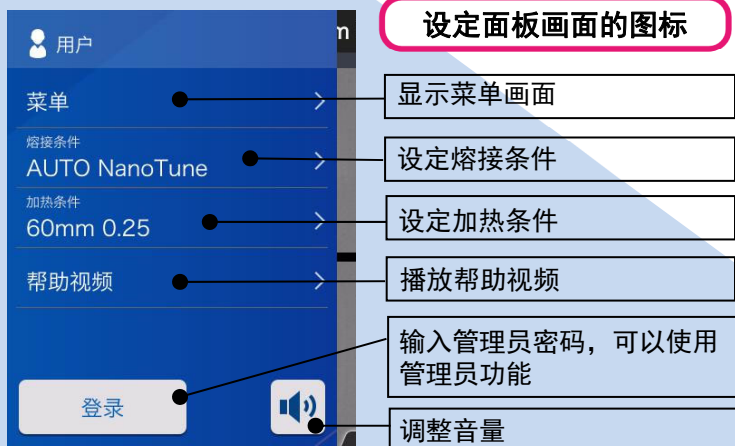 设定面板画面的图标
m
用户
菜单
显示菜单画面
熔接条件
AUTO NanoTune
设定熔接条件
加热条件
60mm 0.25
设定加热条件
帮助视频
播放帮助视频
输入管理员密码，可以使用
管理员功能
登录
调整音量